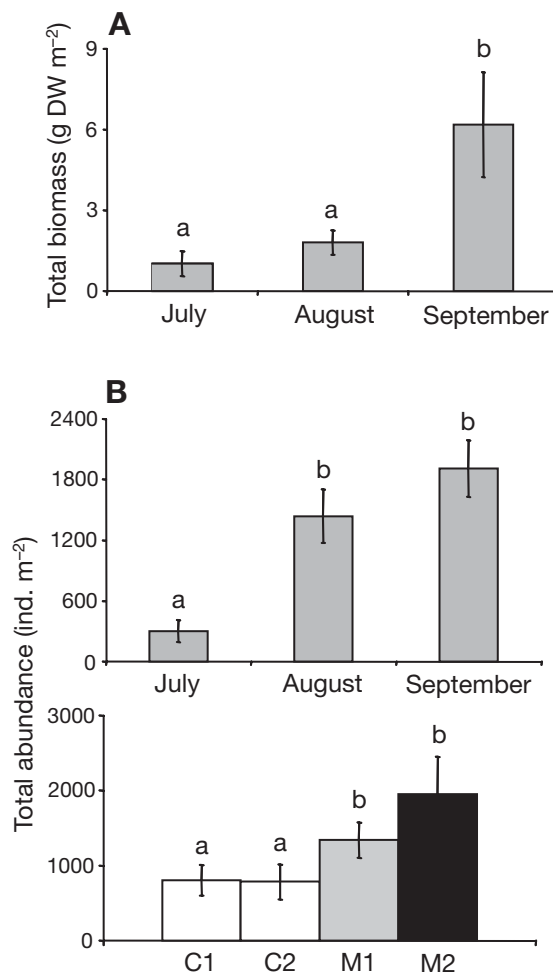 A
Total biomass (g DW m⁻²)
9
6
3
0
a
a
b
July
August
September
B
Total abundance (ind. m⁻²)
2400
1800
1200
600
0
a
b
b
July
August
September
3000
2000
1000
0
a
a
b
b
C1
C2
M1
M2